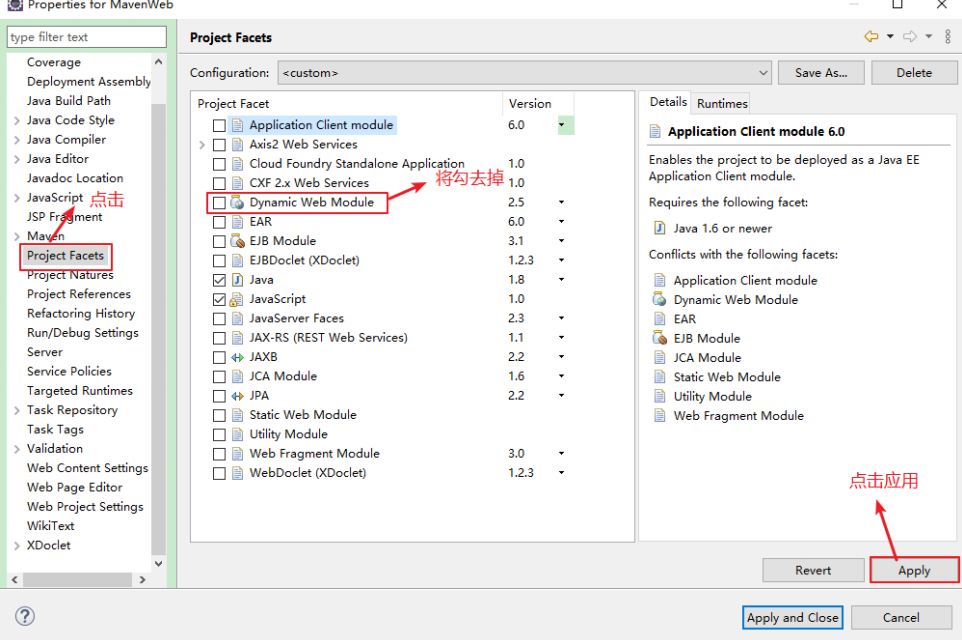 Properties for MavenWeb
type filter text
Coverage
Deployment Assembly
Java Build Path
Java Code Style
Java Compiler
Java Editor
Javadoc Location
JavaScript
点击
JSP Fragment
Maven
Project Facets
Project Natures
Project References
Refactoring History
Run/Debug Settings
Server
Service Policies
Targeted Runtimes
Task Repository
Task Tags
Validation
Web Content Settings
Web Page Editor
Web Project Settings
WikiText
XDoclet
Project Facets
Configuration: <custom> Save As... Delete
Project Facet Version
Application Client module 6.0
Axis2 Web Services
Cloud Foundry Standalone Application 1.0
CXF 2.x Web Services 1.0
将勾去掉
Dynamic Web Module 2.5
EAR 6.0
EJB Module 3.1
EJBDoclet (XDoclet) 1.2.3
Java 1.8
JavaScript 1.0
JavaServer Faces 2.3
JAX-RS (REST Web Services) 1.1
JAXB 2.2
JCA Module 1.6
JPA 2.2
Static Web Module
Utility Module
Web Fragment Module 3.0
WebDoclet (XDoclet) 1.2.3
Details Runtimes
Application Client module 6.0
Enables the project to be deployed as a Java EE
Application Client module.
Requires the following facet:
Java 1.6 or newer
Conflicts with the following facets:
Application Client module
Dynamic Web Module
EAR
EJB Module
JCA Module
Static Web Module
Utility Module
Web Fragment Module
点击应用
Revert Apply
Apply and Close Cancel